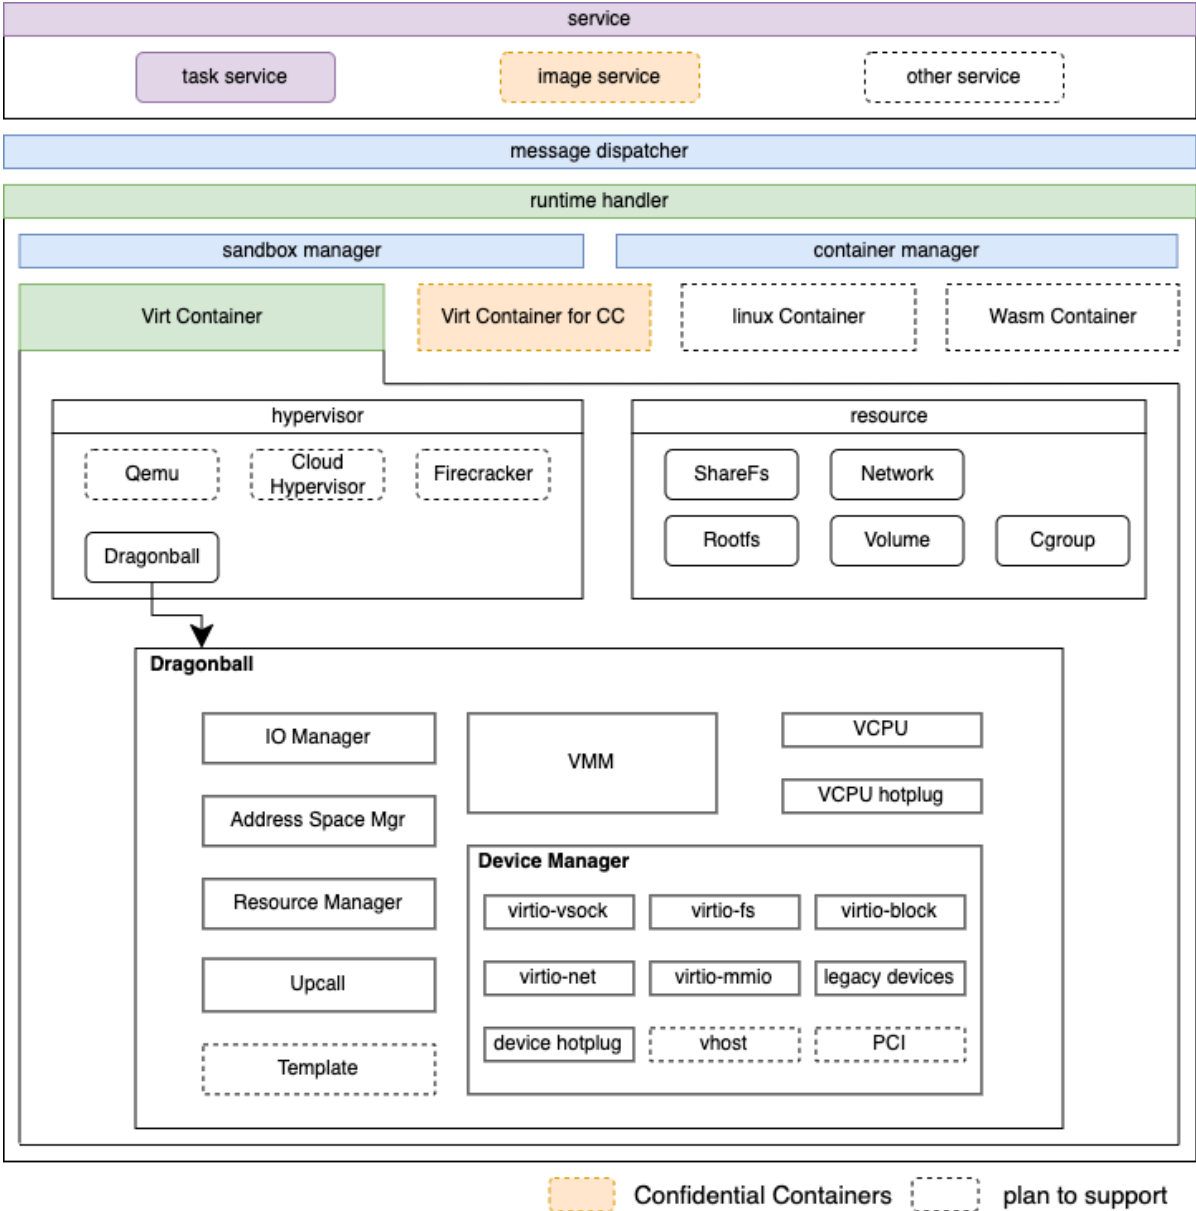 service
task service
image service
other service
message dispatcher
runtime handler
sandbox manager
container manager
Virt Container
Virt Container for CC
linux Container
Wasm Container
hypervisor
Qemu
Cloud
Hypervisor
Firecracker
Dragonball
resource
ShareFs
Network
Rootfs
Volume
Cgroup
Dragonball
IO Manager
Address Space Mgr
Resource Manager
Upcall
Template
VMM
VCPU
VCPU hotplug
Device Manager
virtio-vsock
virtio-fs
virtio-block
virtio-net
virtio-mmio
legacy devices
device hotplug
vhost
PCI
Confidential Containers
plan to support